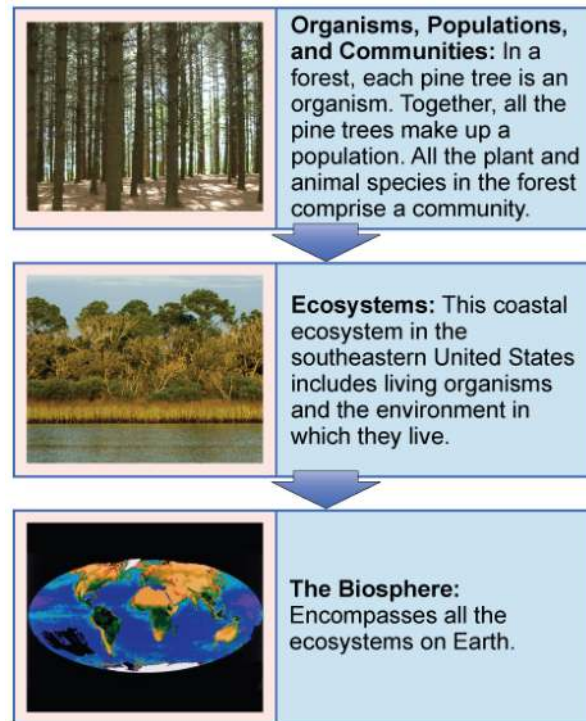 Organisms, Populations,
and Communities: In a
forest, each pine tree is an
organism. Together, all the
pine trees make up a
population. All the plant and
animal species in the forest
comprise a community.
Ecosystems: This coastal
ecosystem in the
southeastern United States
includes living organisms
and the environment in
which they live.
The Biosphere:
Encompasses all the
ecosystems on Earth.